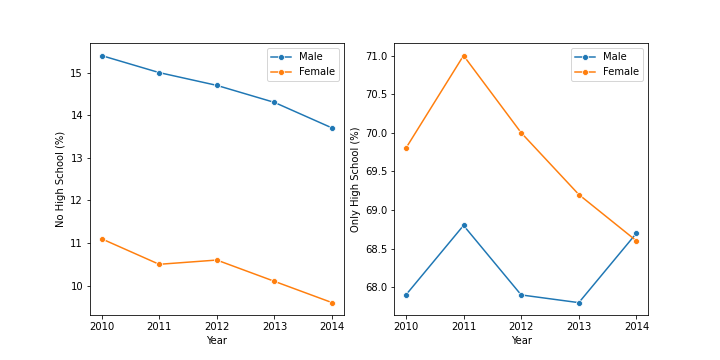 Male
Female
15
14
13
12
11
10
No High School (%)
2010 2011 2012 2013 2014
Year
Male
Female
71.0
70.5
70.0
69.5
69.0
68.5
68.0
Only High School (%)
2010 2011 2012 2013 2014
Year